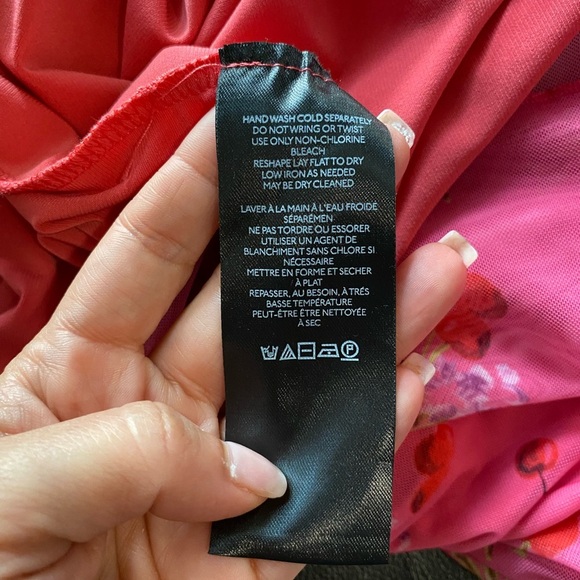 HAND WASH COLD SEPARATELY
DO NOT WRING OR TWIST
USE ONLY NON-CHLORINE
BLEACH
RESHAPE LAY FLAT TO DRY
LOW IRON AS NEEDED
MAY BE DRY CLEANED
LAVER À LA MAIN À L'EAU FROIDE
SÉPARÉMEN
NE PAS TORDRE OU ESSORER
UTILISER UN AGENT DE
BLANCHIMENT SANS CHLORE SI
NÉCESSAIRE
METTRE EN FORME ET SECHER
À PLAT
REPASSER, AU BESOIN, À TRÉS
BASSE TEMPÉRATURE
PEUT-ÊTRE ÊTRE NETTOYÉE
À SEC
P